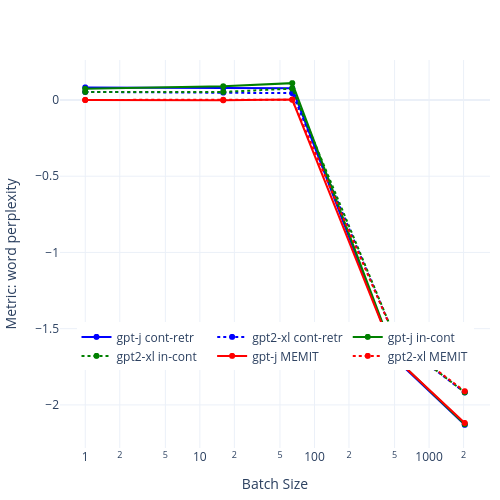 0
−0.5
−1
−1.5
−2
Metric: word perplexity
gpt-j cont-retr gpt2-xl cont-retr gpt-j in-cont
gpt2-xl in-cont gpt-j MEMIT gpt2-xl MEMIT
1 2 5 10 2 5 100 2 5 1000 2
Batch Size